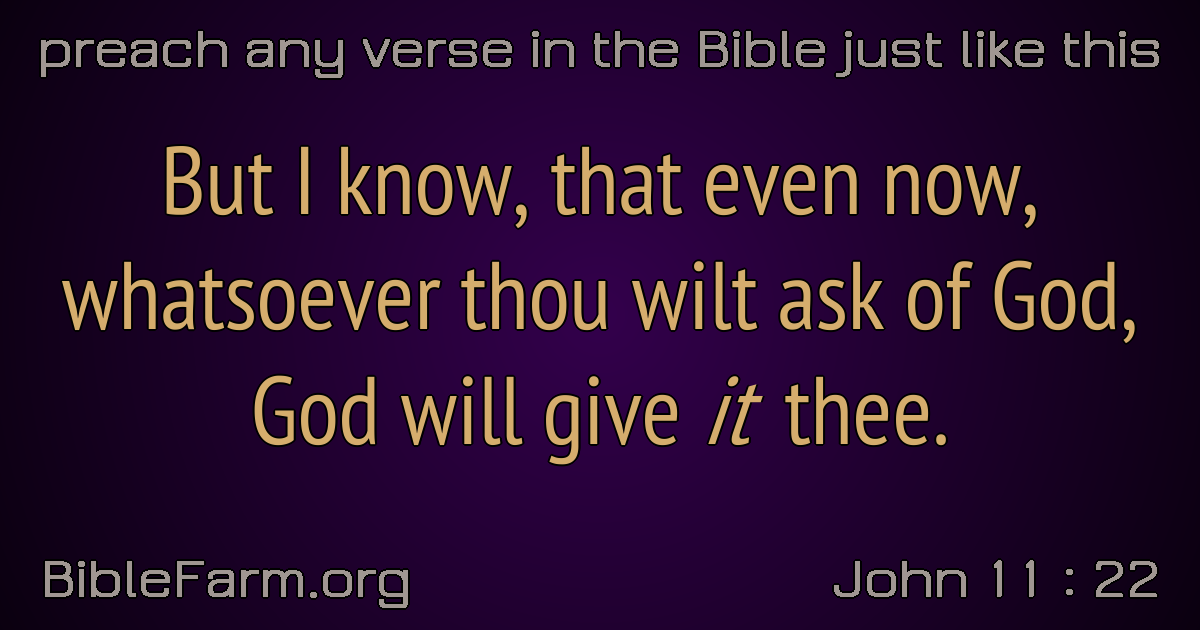 preach any verse in the Bible just like this
But I know, that even now,
whatsoever thou wilt ask of God,
God will give it thee.
BibleFarm.org
John 11 : 22